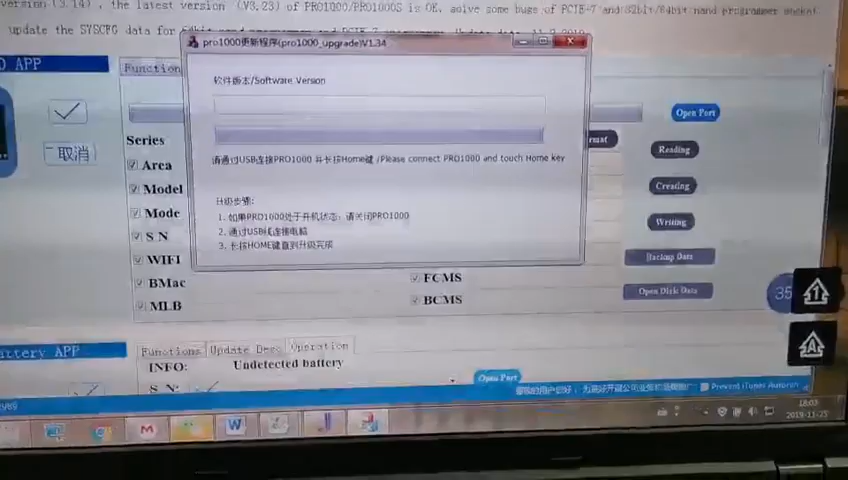 version (3.14) , the latest version (V3,23) of PRO1000/PRO1000S is OK, solve some bugs of PCIE-7 and 32bit/64bit nand programmer socket
update the SYSCFG data for
pro1000更新程序(pro1000_upgrade)V1.34
APP
Function
软件版本/Software Version
Open Port
取消
Series
请通过USB连接PRO1000 并长按Home键 /Please connect PRO1000 and touch Home key
Reading
Area
Model
Creating
升级步骤:
Mode
1. 如果PRO1000处于开机状态, 请关闭PRO1000
Writing
S N
2. 通过USB线连接电脑
WIFI
3. 长按HOME键直到升级完成
Backup Data
BMac
FCMS
Open Disk Data
35
MLB
BCMS
Battery APP
Functions
Update Desc
Operation
INFO:
Undetected battery
S N:
Open Port
Prevent iTunes Autorun
18:03
2019-11-25